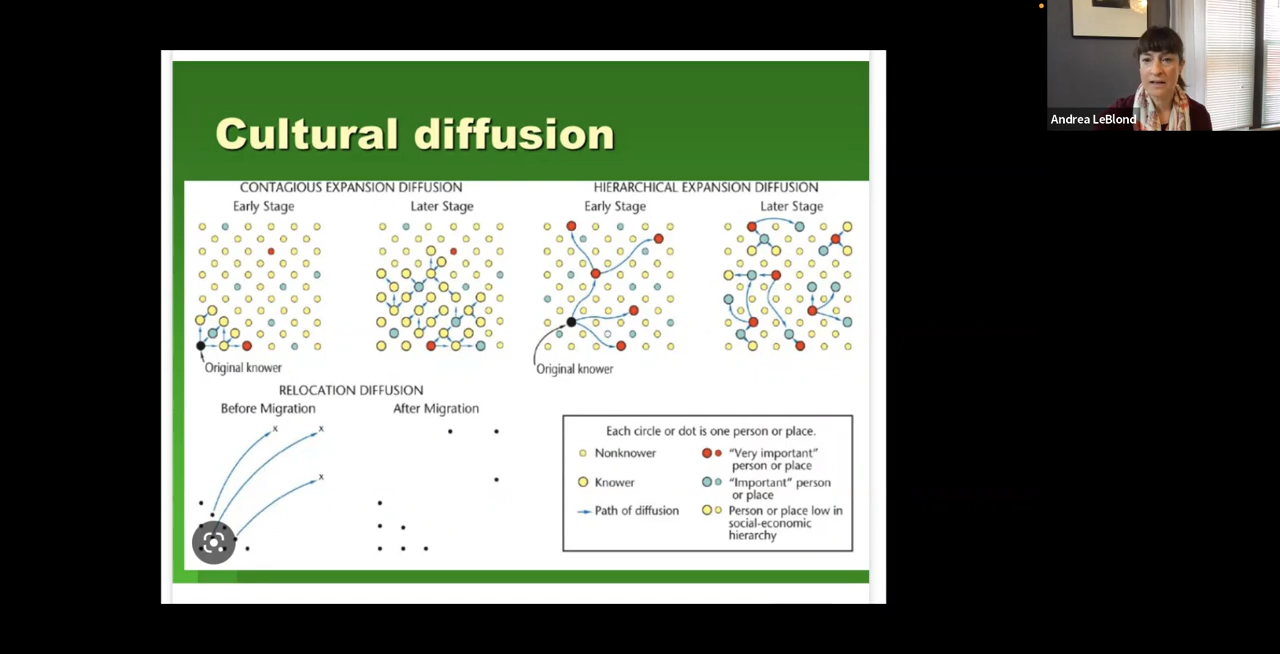 Cultural diffusion
CONTAGIOUS EXPANSION DIFFUSION
Early Stage
Later Stage
Original knower
HIERARCHICAL EXPANSION DIFFUSION
Early Stage
Later Stage
Original knower
RELOCATION DIFFUSION
Before Migration
After Migration
x
x
x
Each circle or dot is one person or place.
Nonknower
Knower
Path of diffusion
"Very important"
person or place
"Important" person
or place
Person or place low in
social-economic
hierarchy
Andrea LeBlond